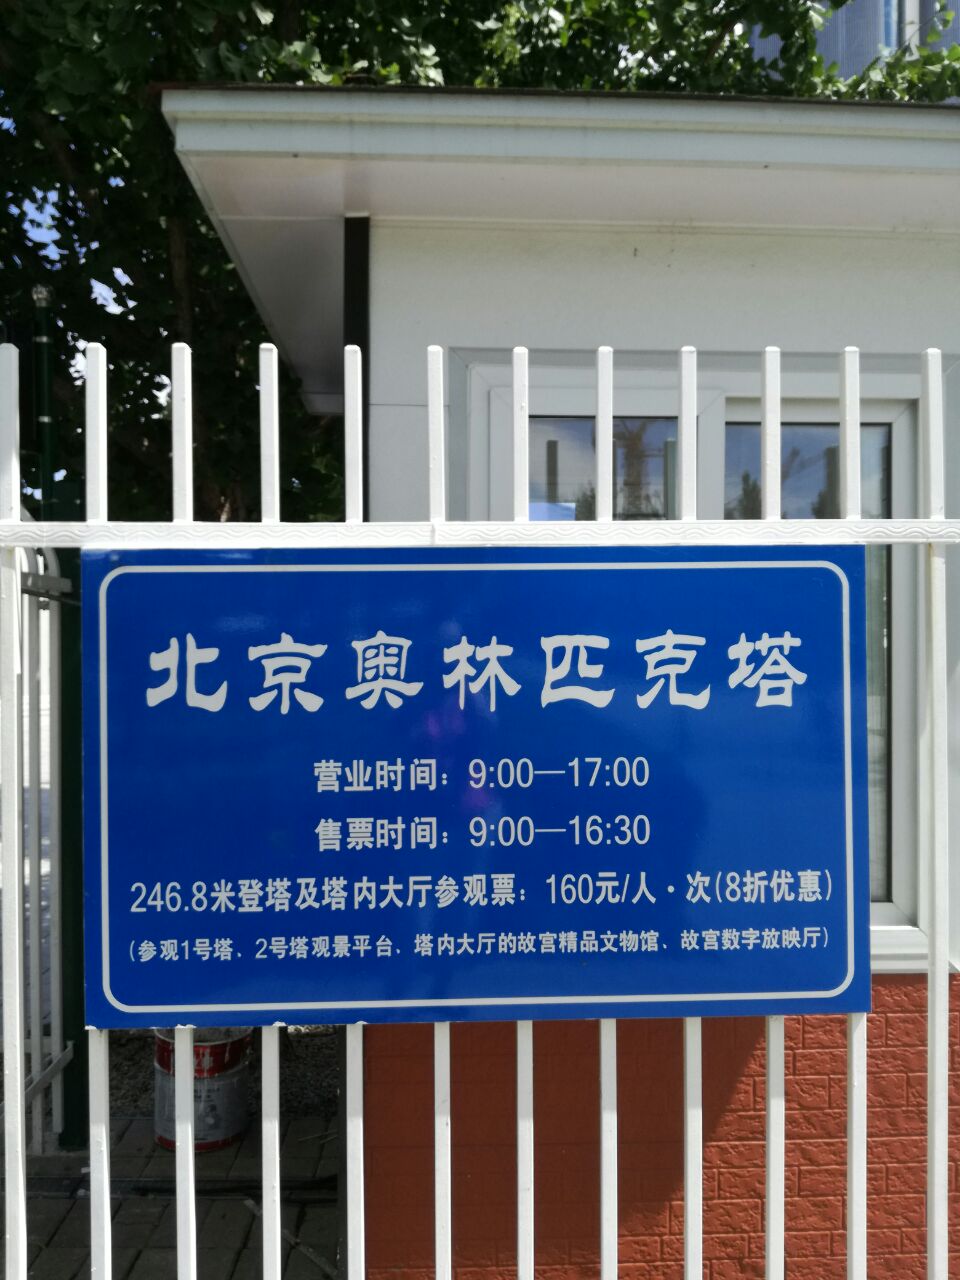 北京奥林匹克塔
营业时间：9:00—17:00
售票时间：9:00—16:30
246.8米登塔及塔内大厅参观票：160元/人·次(8折优惠)
(参观1号塔、2号塔观景平台、塔内大厅的故宫精品文物馆、故宫数字放映厅)